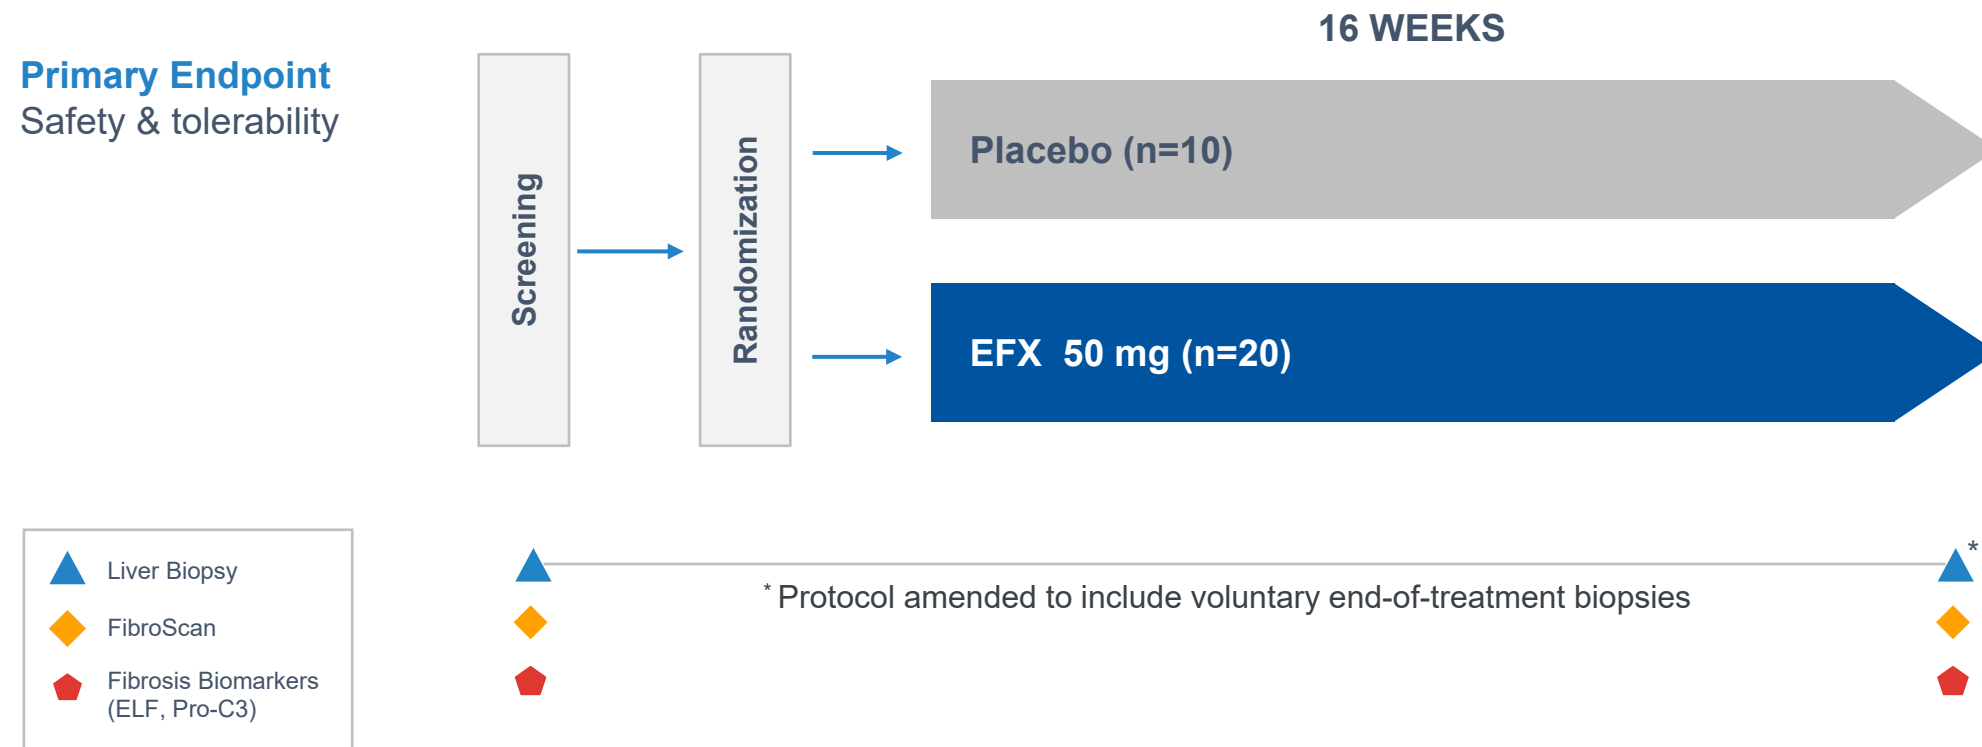 16 WEEKS
Primary Endpoint
Safety & tolerability
Screening
Randomization
Placebo (n=10)
EFX 50 mg (n=20)
Liver Biopsy
FibroScan
Fibrosis Biomarkers
(ELF, Pro-C3)
*
* Protocol amended to include voluntary end-of-treatment biopsies